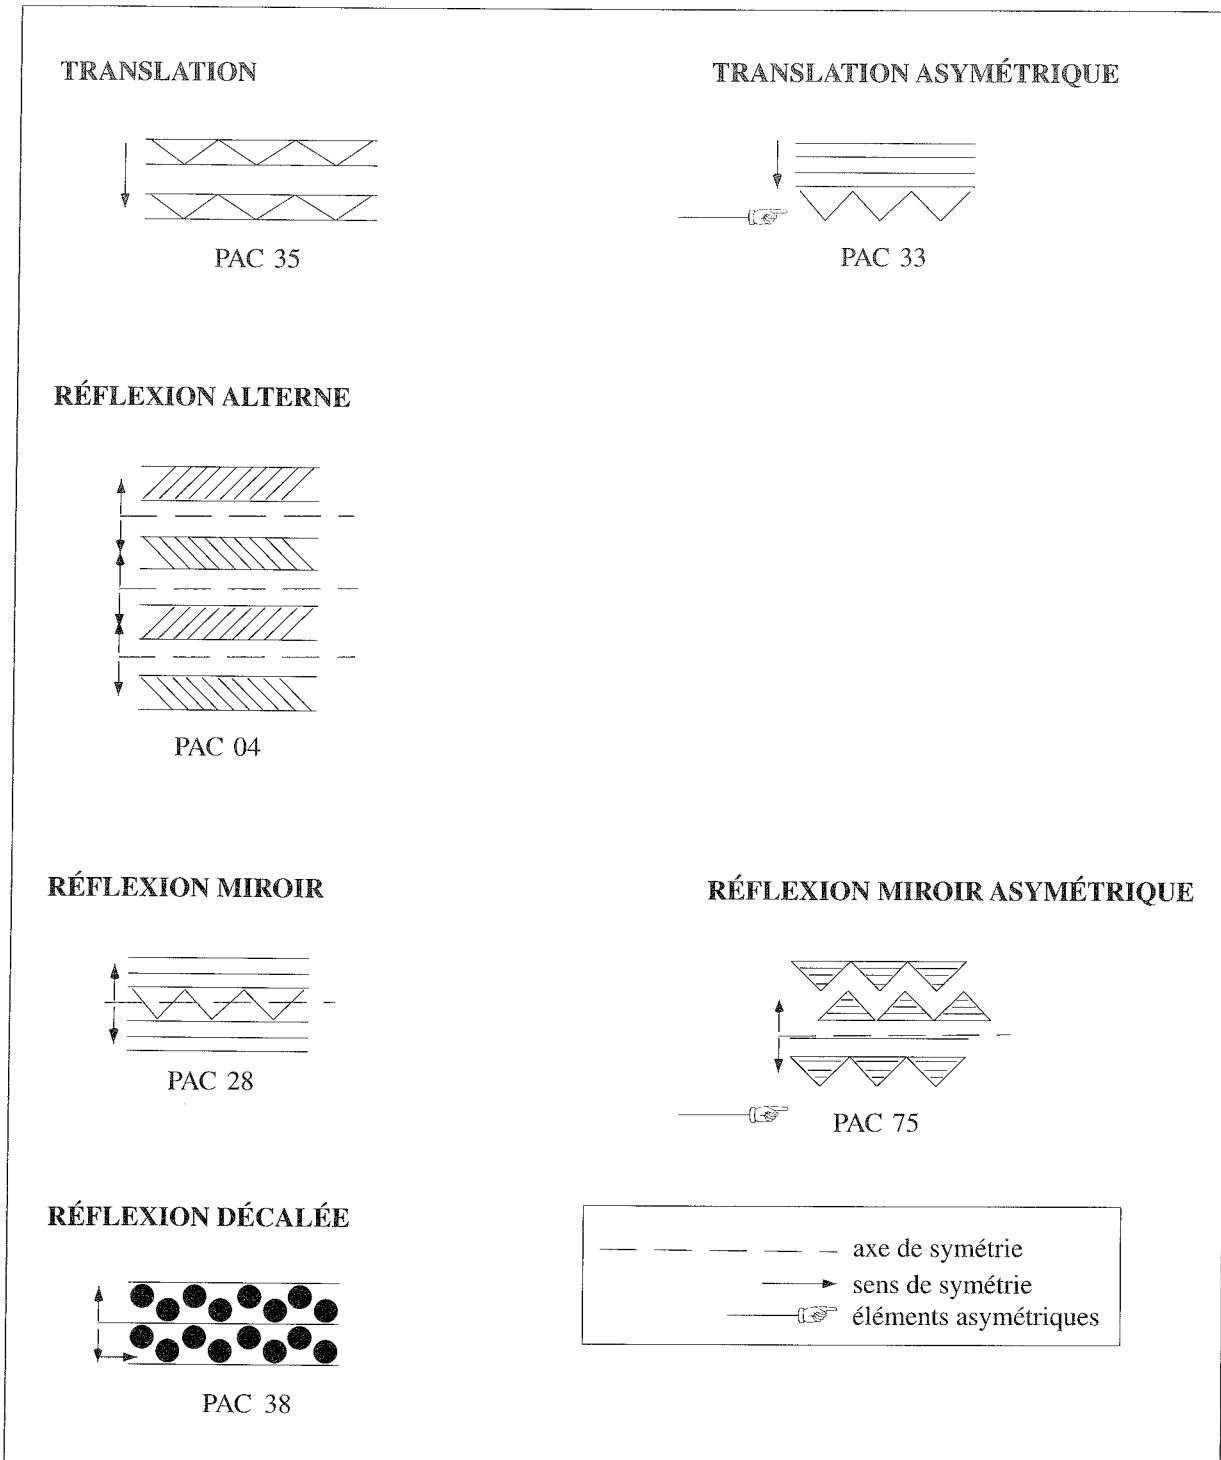 TRANSLATION
TRANSLATION ASYMÉTRIQUE
PAC 35
PAC 33
RÉFLEXION ALTERNE
PAC 04
RÉFLEXION MIROIR
RÉFLEXION MIROIR ASYMÉTRIQUE
PAC 28
PAC 75
RÉFLEXION DÉCALÉE
axe de symétrie
sens de symétrie
éléments asymétriques
PAC 38